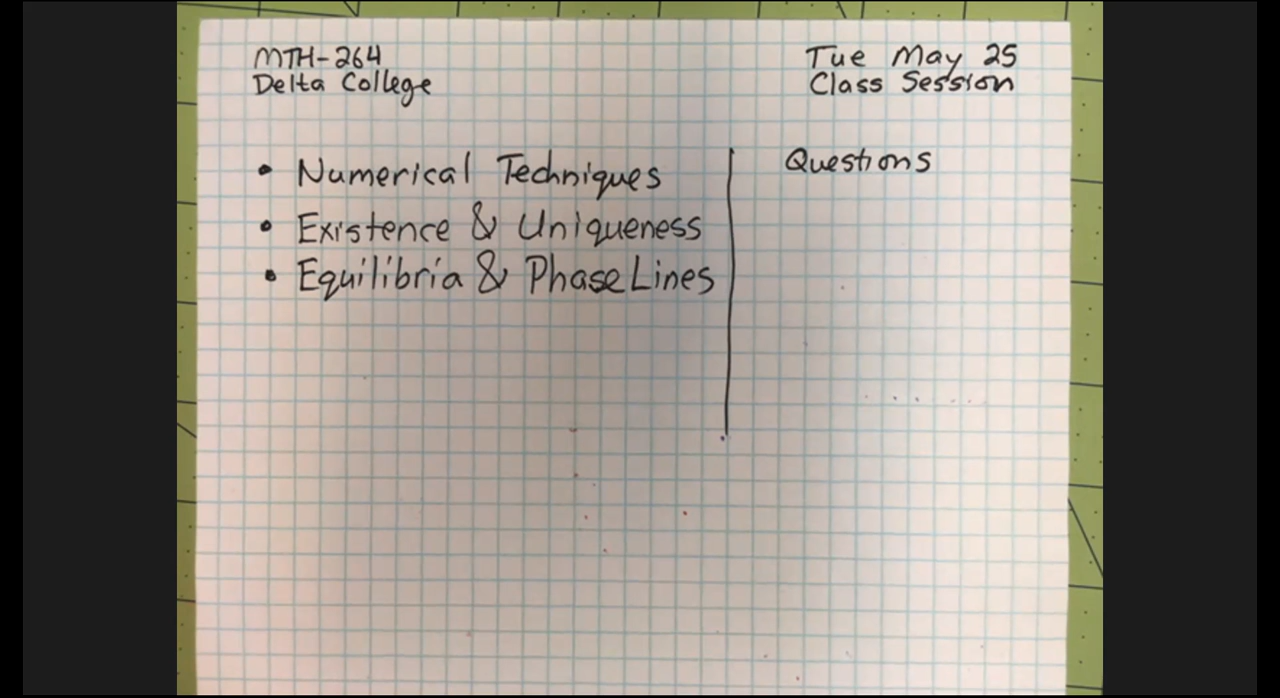 MTH-264
Delta College
Tue May 25
Class Session
• Numerical Techniques
• Existence & Uniqueness
• Equilibria & Phase Lines
Questions